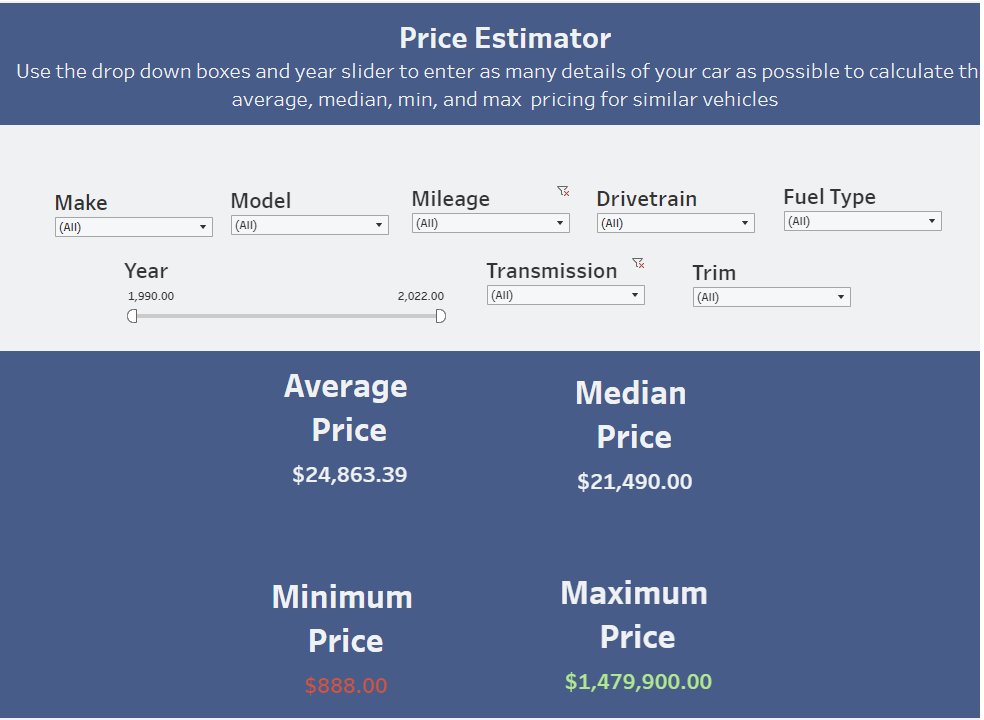 Price Estimator
Use the drop down boxes and year slider to enter as many details of your car as possible to calculate th
average, median, min, and max pricing for similar vehicles
Make
Model
Mileage
Drivetrain
Fuel Type
(All)
(All)
(All)
(All)
(All)
Year
Transmission
Trim
1,990.00
2,022.00
(All)
(All)
Average
Price
$24,863.39
Median
Price
$21,490.00
Minimum
Price
$888.00
Maximum
Price
$1,479,900.00